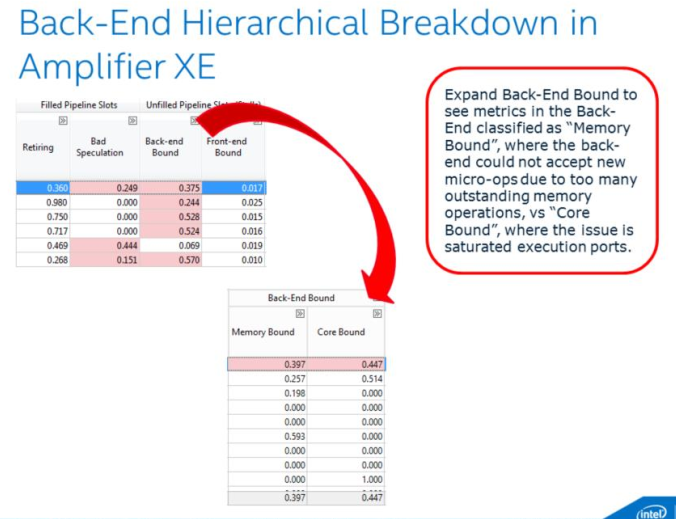 Back-End Hierarchical Breakdown in
Amplifier XE
Filled Pipeline Slots Unfilled Pipeline
Retiring Bad Speculation Back-end Bound Front-end Bound
0.360 0.249 0.375 0.017
0.980 0.000 0.244 0.025
0.750 0.000 0.528 0.015
0.717 0.000 0.524 0.016
0.469 0.444 0.069 0.019
0.268 0.151 0.570 0.010
Expand Back-End Bound to
see metrics in the Back-
End classified as “Memory
Bound”, where the back-
end could not accept new
micro-ops due to too many
outstanding memory
operations, vs “Core
Bound”, where the issue is
saturated execution ports.
Back-End Bound
Memory Bound Core Bound
0.397 0.447
0.257 0.514
0.198 0.000
0.000 0.000
0.000 0.000
0.593 0.000
0.000 0.000
0.000 0.000
0.000 1.000
0.397 0.447
intel